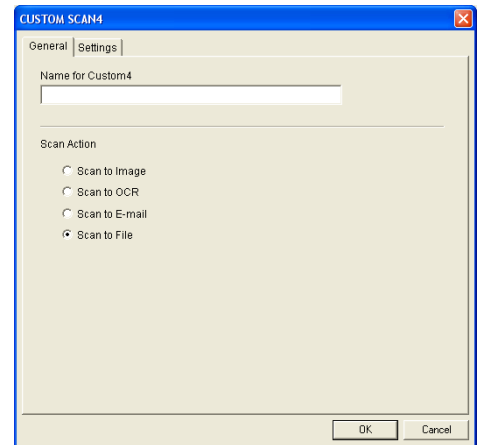 CUSTOM SCAN4
General Settings
Name for Custom4
Scan Action
Scan to Image
Scan to OCR
Scan to E-mail
Scan to File
OK Cancel